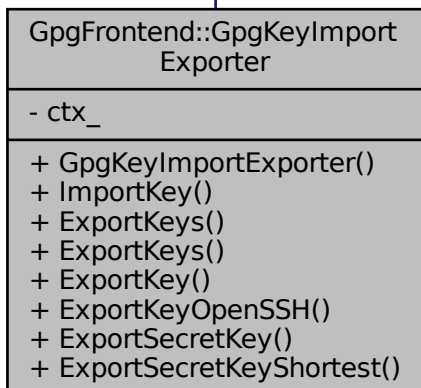 GpgFrontend::GpgKeyImport
Exporter
- ctx_
+ GpgKeyImportExporter()
+ ImportKey()
+ ExportKeys()
+ ExportKeys()
+ ExportKey()
+ ExportKeyOpenSSH()
+ ExportSecretKey()
+ ExportSecretKeyShortest()